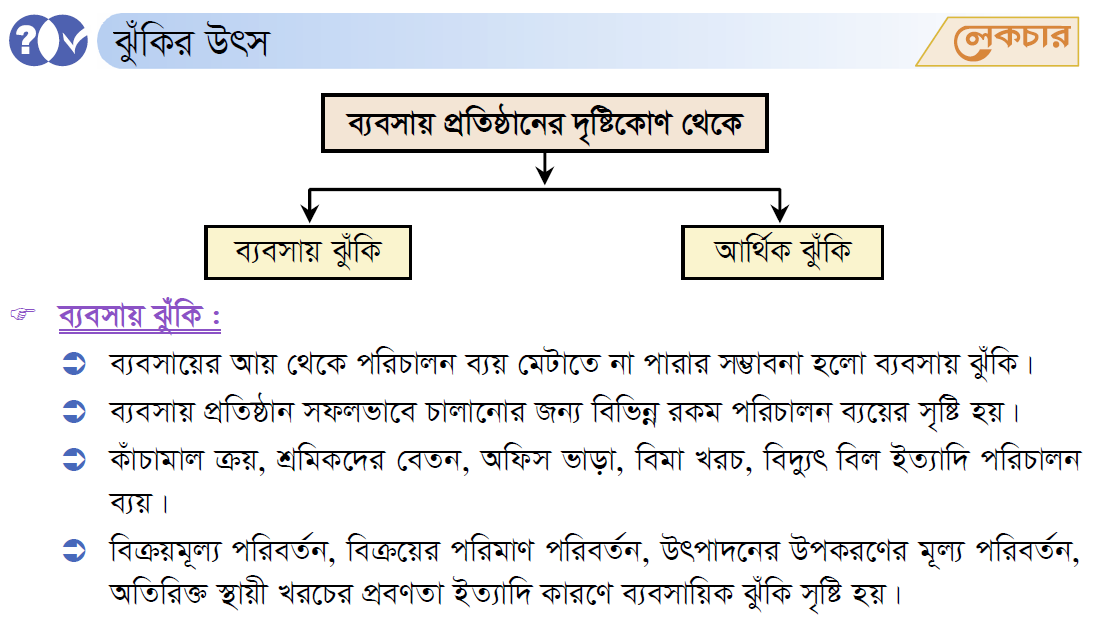 ঝুঁকির উৎস
লেকচার
ব্যবসায় প্রতিষ্ঠানের দৃষ্টিকোণ থেকে
ব্যবসায় ঝুঁকি
আর্থিক ঝুঁকি
ব্যবসায় ঝুঁকি :
ব্যবসায়ের আয় থেকে পরিচালন ব্যয় মেটাতে না পারার সম্ভাবনা হলো ব্যবসায় ঝুঁকি।
ব্যবসায় প্রতিষ্ঠান সফলভাবে চালানোর জন্য বিভিন্ন রকম পরিচালন ব্যয়ের সৃষ্টি হয়।
কাঁচামাল ক্রয়, শ্রমিকদের বেতন, অফিস ভাড়া, বিমা খরচ, বিদ্যুৎ বিল ইত্যাদি পরিচালন
ব্যয়।
বিক্রয়মূল্য পরিবর্তন, বিক্রয়ের পরিমাণ পরিবর্তন, উৎপাদনের উপকরণের মূল্য পরিবর্তন,
অতিরিক্ত স্থায়ী খরচের প্রবণতা ইত্যাদি কারণে ব্যবসায়িক ঝুঁকি সৃষ্টি হয়।